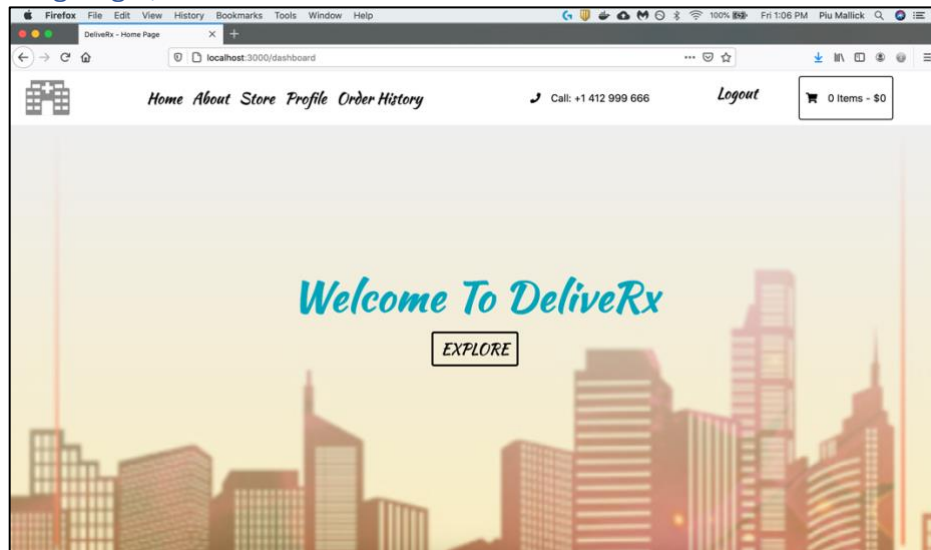 Firefox File Edit View History Bookmarks Tools Window Help 100% Fri 1:06 PM Piu Mallick
DeliveRx - Home Page
localhost:3000/dashboard
Home About Store Profile Order History Call: +1 412 999 666 Logout 0 Items - $0
Welcome To DeliveRx
EXPLORE